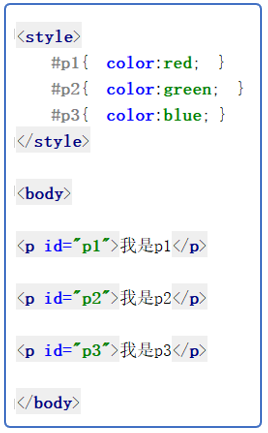 <style>
#p1{ color:red; }
#p2{ color:green; }
#p3{ color:blue; }
</style>
<body>
<p id="p1">我是p1</p>
<p id="p2">我是p2</p>
<p id="p3">我是p3</p>
</body>